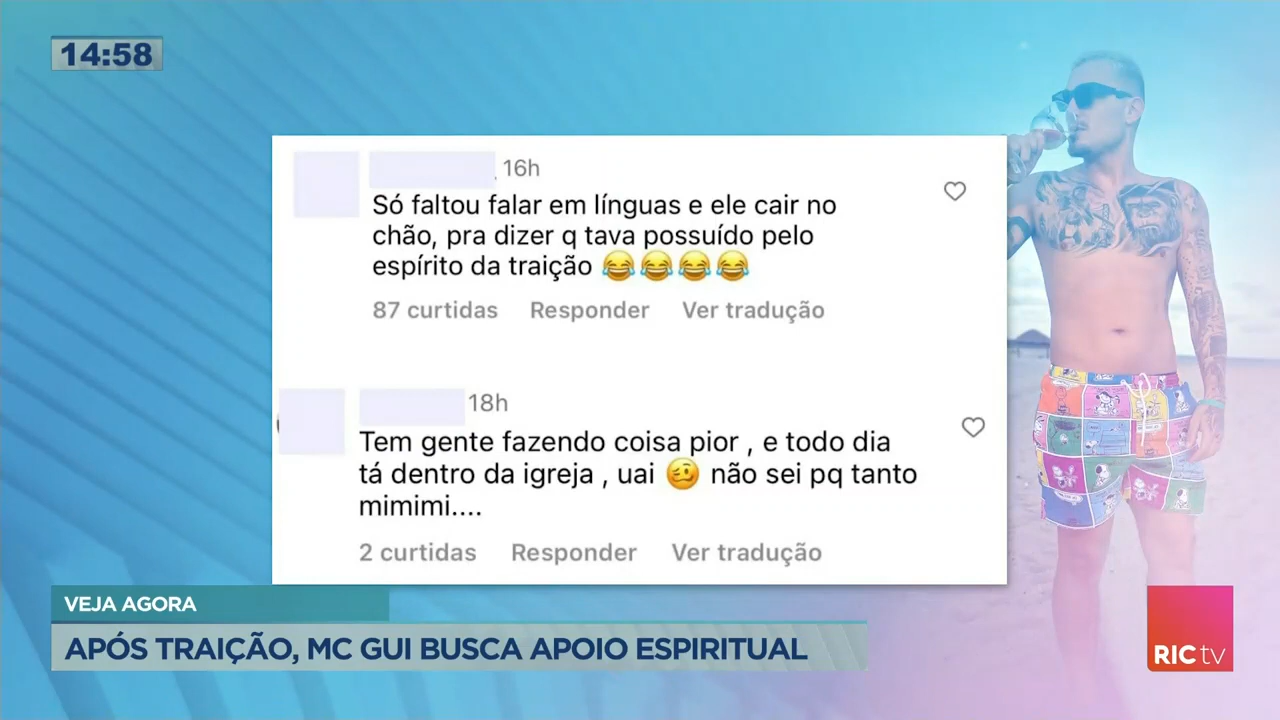 14:58
16h
Só faltou falar em línguas e ele cair no
chão, pra dizer q tava possuído pelo
espírito da traição 😂😂😂😂
87 curtidas Responder Ver tradução
18h
Tem gente fazendo coisa pior , e todo dia
tá dentro da igreja , uai 🥴 não sei pq tanto
mimimi....
2 curtidas Responder Ver tradução
VEJA AGORA
APÓS TRAIÇÃO, MC GUI BUSCA APOIO ESPIRITUAL
RICtv